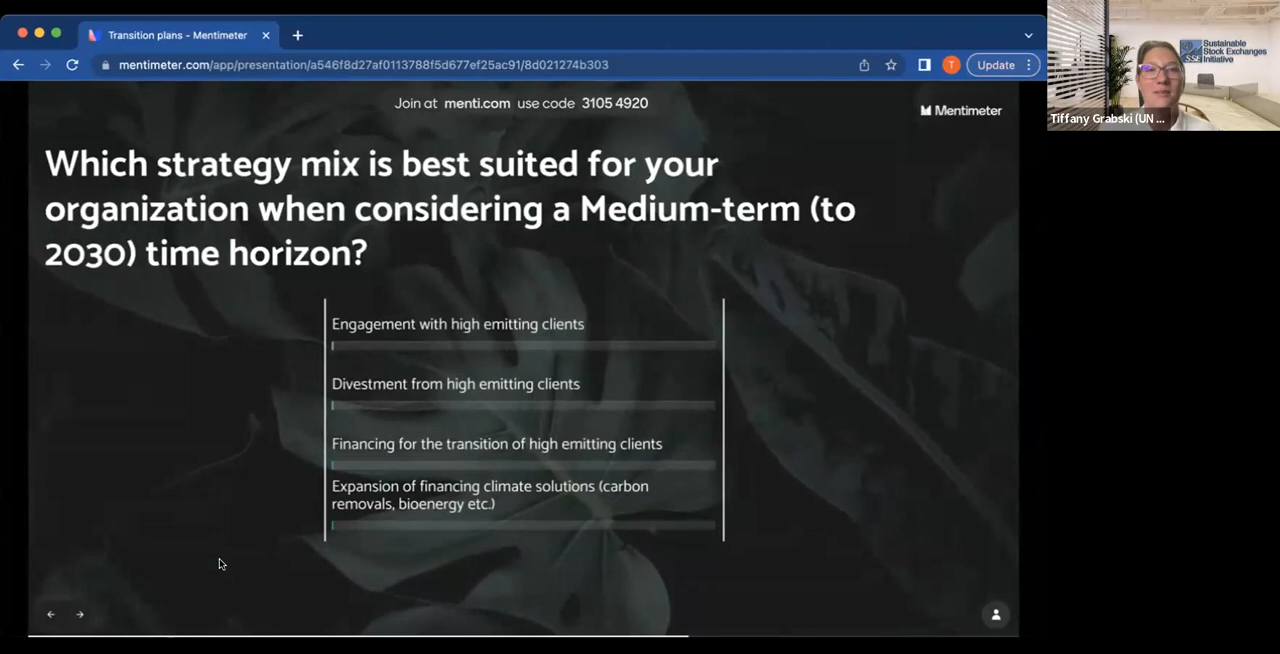 Transition plans - Mentimeter
mentimeter.com/app/presentation/a546f8d27af0113788f5d677ef25ac91/8d021274b303
T
Update
Join at menti.com use code 3105 4920
Mentimeter
Which strategy mix is best suited for your
organization when considering a Medium-term (to
2030) time horizon?
Engagement with high emitting clients
Divestment from high emitting clients
Financing for the transition of high emitting clients
Expansion of financing climate solutions (carbon
removals, bioenergy etc.)
SSE
Sustainable
Stock Exchanges
Initiative
Tiffany Grabski (UN ...